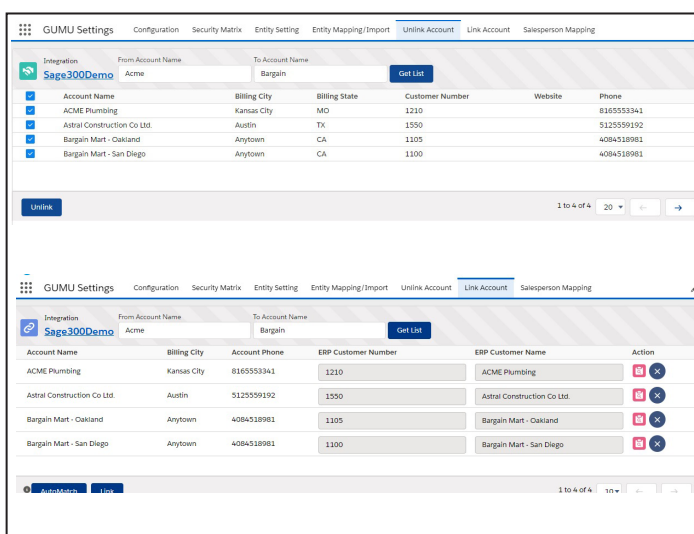 GUMU Settings Configuration Security Matrix Entity Setting Entity Mapping/Import Unlink Account Link Account Salesperson Mapping
Integration From Account Name To Account Name
Sage300Demo Acme Bargain Get List
Account Name Billing City Billing State Customer Number Website Phone
ACME Plumbing Kansas City MO 1210 8165553341
Astral Construction Co Ltd. Austin TX 1550 5125559192
Bargain Mart - Oakland Anytown CA 1105 4084518981
Bargain Mart - San Diego Anytown CA 1100 4084518981
Unlink 1 to 4 of 4 20
GUMU Settings Configuration Security Matrix Entity Setting Entity Mapping/Import Unlink Account Link Account Salesperson Mapping
Integration From Account Name To Account Name
Sage300Demo Acme Bargain Get List
Account Name Billing City Account Phone ERP Customer Number ERP Customer Name Action
ACME Plumbing Kansas City 8165553341 1210 ACME Plumbing
Astral Construction Co Ltd. Austin 5125559192 1550 Astral Construction Co Ltd.
Bargain Mart - Oakland Anytown 4084518981 1105 Bargain Mart - Oakland
Bargain Mart - San Diego Anytown 4084518981 1100 Bargain Mart - San Diego
AutoMatch Link 1 to 4 of 4 10